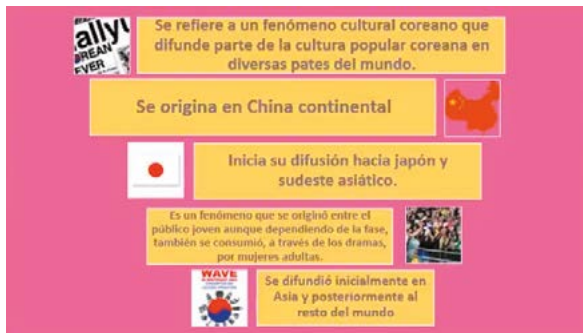 allyu
OREAN
EVER
Se refiere a un fenómeno cultural coreano que
difunde parte de la cultura popular coreana en
diversas pates del mundo.
Se origina en China continental
Inicia su difusión hacia japón y
sudeste asiático.
Es un fenómeno que se originó entre el
público joven aunque dependiendo de la fase,
también se consumió, a través de los dramas,
por mujeres adultas.
WAVE
Se difundió inicialmente en
Asia y posteriormente al
resto del mundo